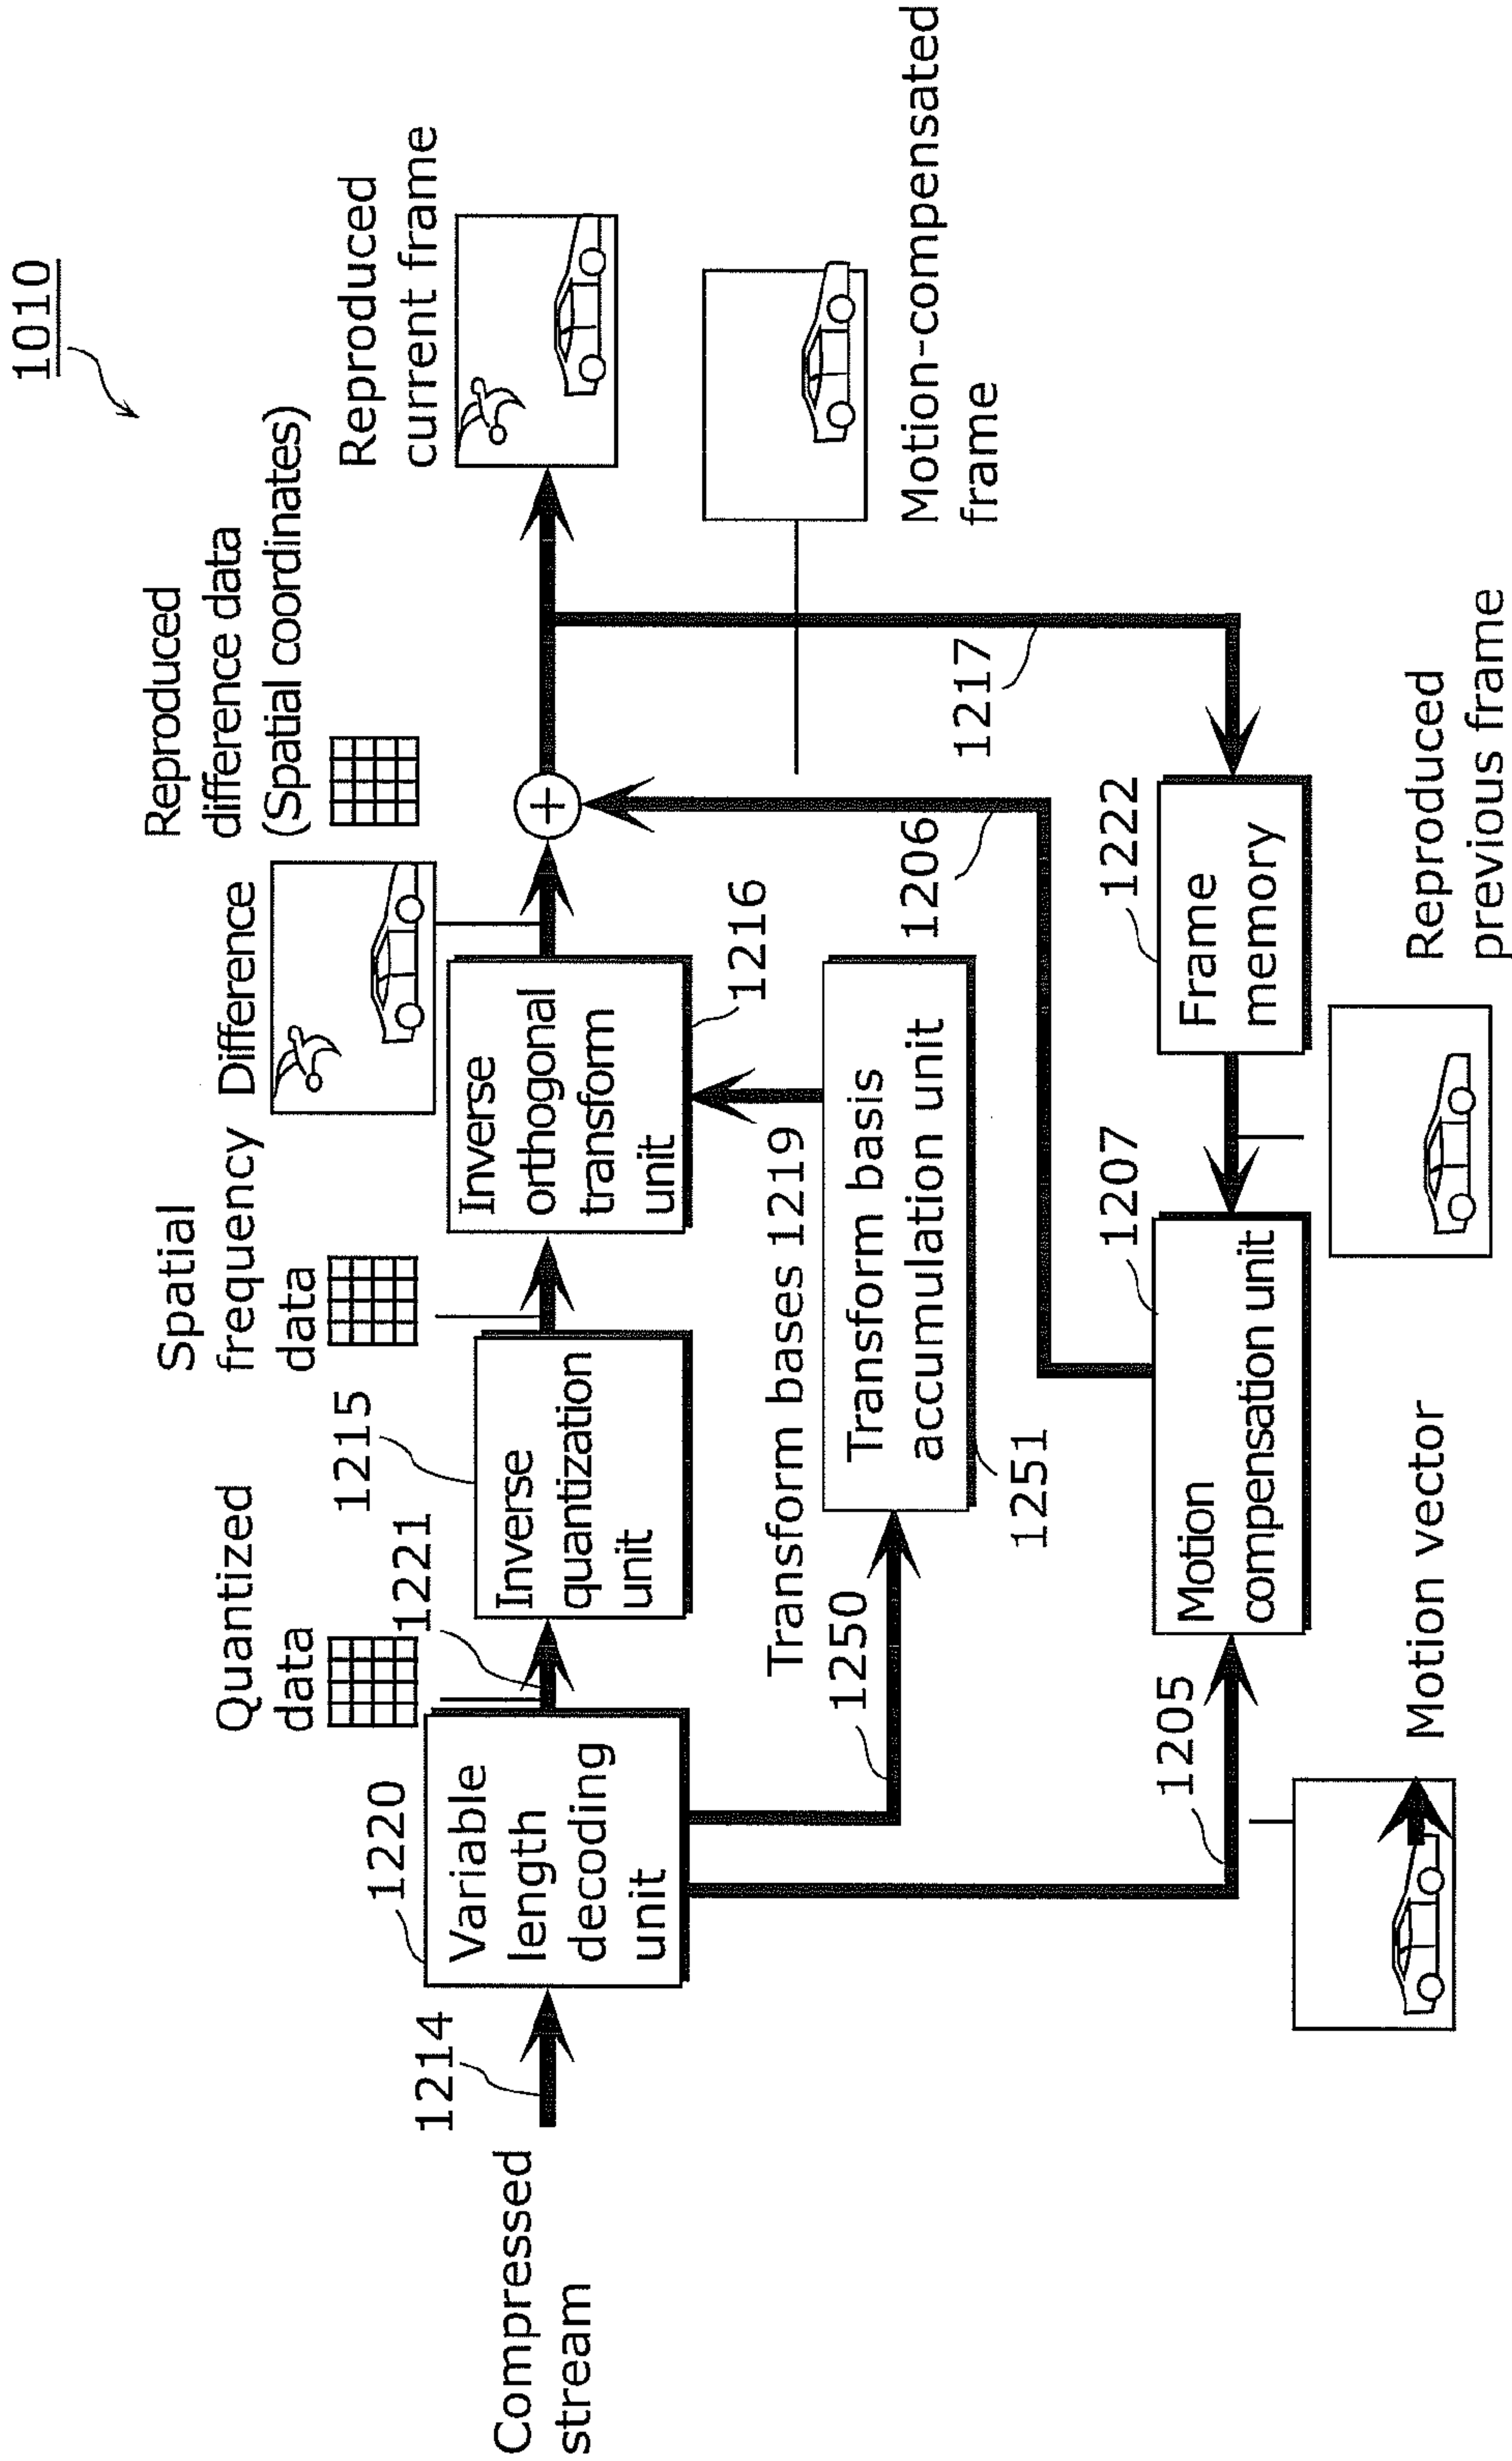 1010
Compressed
stream
1214
1220
Variable
length
decoding
unit
Quantized
data
1221
1215
Inverse
quantization
unit
Spatial
frequency
data
Inverse
orthogonal
transform
unit
1216
Difference
Reproduced
difference data
(Spatial coordinates)
+
Reproduced
current frame
Motion-compensated
frame
Transform bases 1219
1250
Transform basis
accumulation unit
1251
1206
1217
1205
1207
Motion
compensation unit
1222
Frame
memory
Motion vector
Reproduced
previous frame